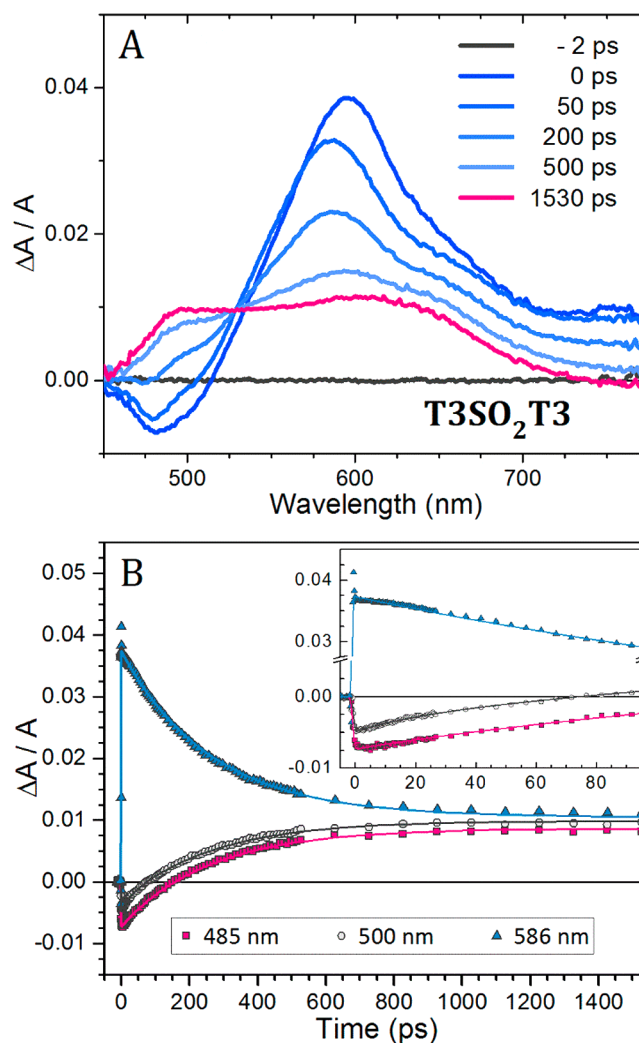 A
- 2 ps
0 ps
50 ps
200 ps
500 ps
1530 ps
0.04
0.02
0.00
ΔA / A
T3SO₂T3
500 600 700
Wavelength (nm)
B
0.05
0.04
0.03
0.02
0.01
0.00
-0.01
ΔA / A
0.04
0.03
0.00
-0.01
0 20 40 60 80
485 nm 500 nm 586 nm
0 200 400 600 800 1000 1200 1400
Time (ps)